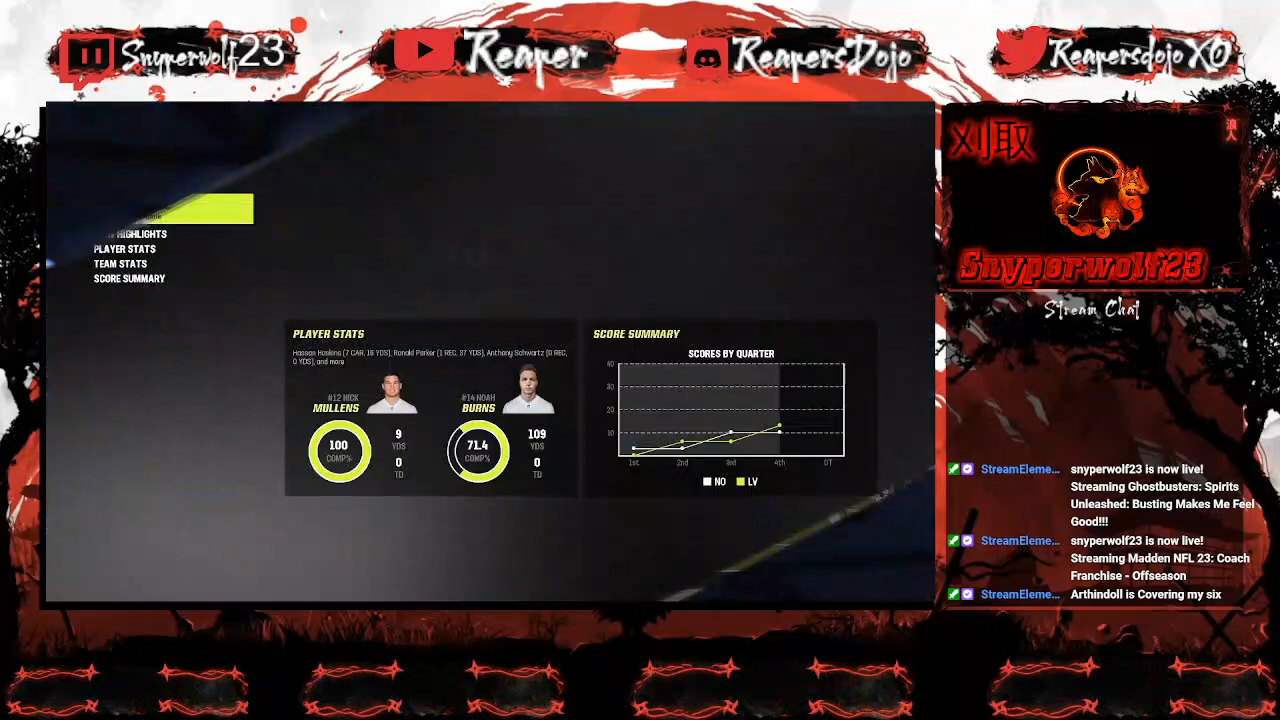 Snyperwolf23
Reaper
ReapersDojo
ReapersdojoXO
刈取
浪人
Snyperwolf23
Stream Chat
HIGHLIGHTS
PLAYER STATS
TEAM STATS
SCORE SUMMARY
PLAYER STATS
Hassan Haskins (7 CAR, 16 YDS), Ronald Parker (1 REC, 37 YDS), Anthony Schwartz (0 REC,
0 YDS), and more
#12 NICK
MULLENS
100
COMP%
9
YDS
0
TD
#14 NOAH
BURNS
71.4
COMP%
109
YDS
0
TD
SCORE SUMMARY
SCORES BY QUARTER
40
30
20
10
1st 2nd 3rd 4th OT
NO LV
StreamEleme... snyperwolf23 is now live!
Streaming Ghostbusters: Spirits
Unleashed: Busting Makes Me Feel
Good!!!
StreamEleme... snyperwolf23 is now live!
Streaming Madden NFL 23: Coach
Franchise - Offseason
StreamEleme... Arthindoll is Covering my six